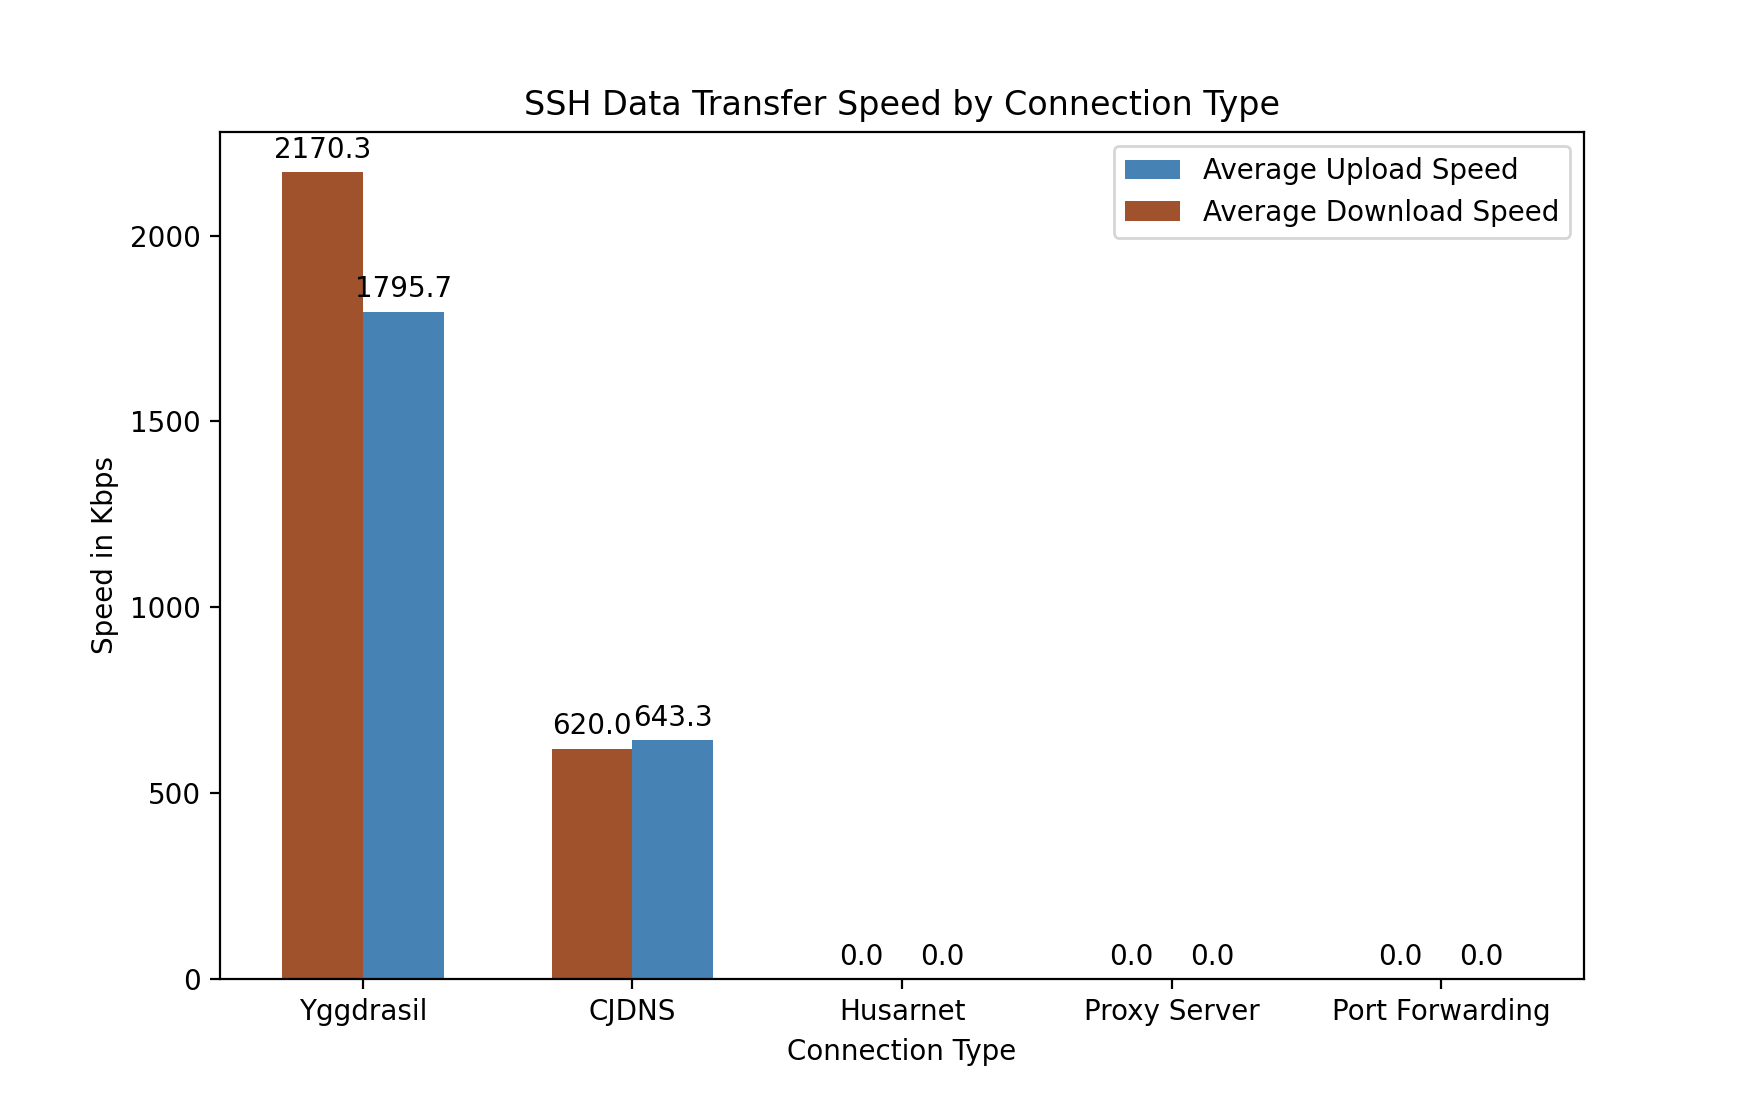 SSH Data Transfer Speed by Connection Type
2170.3
Average Upload Speed
Average Download Speed
2000
1795.7
1500
Speed in Kbps
1000
620.0 643.3
500
0.0 0.0 0.0 0.0 0.0 0.0
0
Yggdrasil CJDNS Husarnet Proxy Server Port Forwarding
Connection Type